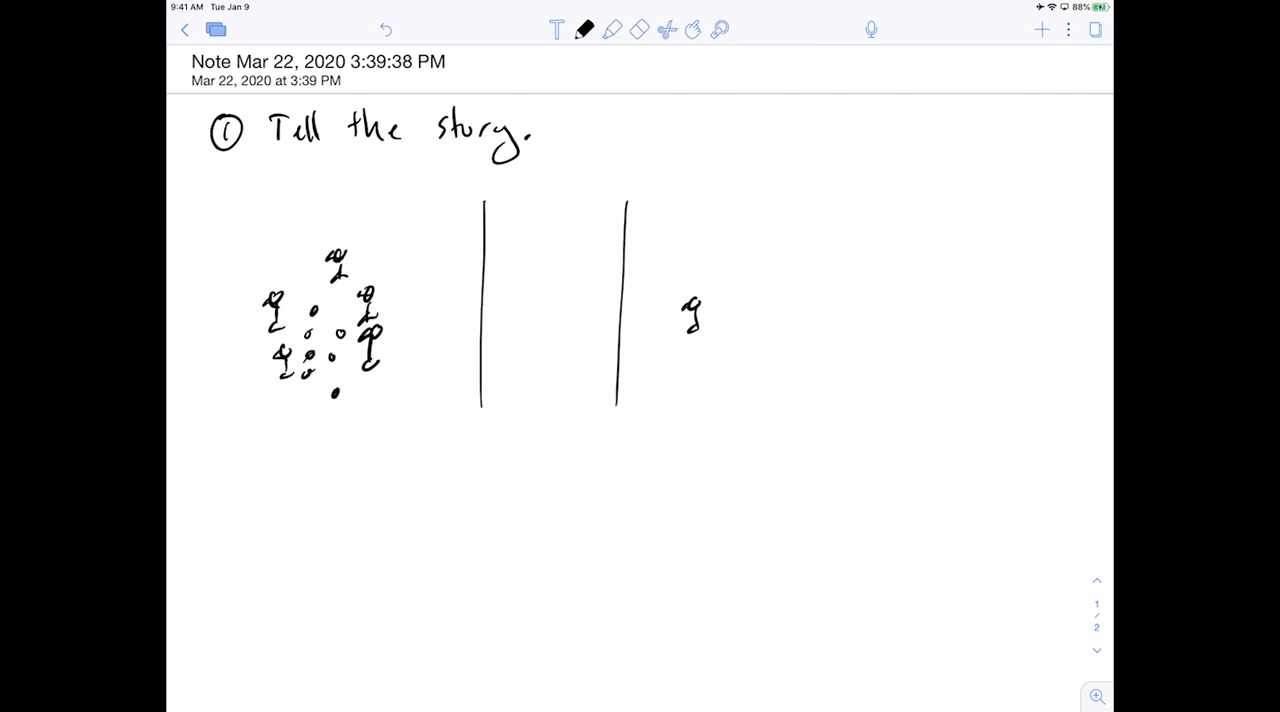 9:41 AM Tue Jan 9
88%
Note Mar 22, 2020 3:39:38 PM
Mar 22, 2020 at 3:39 PM
① Tell the story.
1
/
2